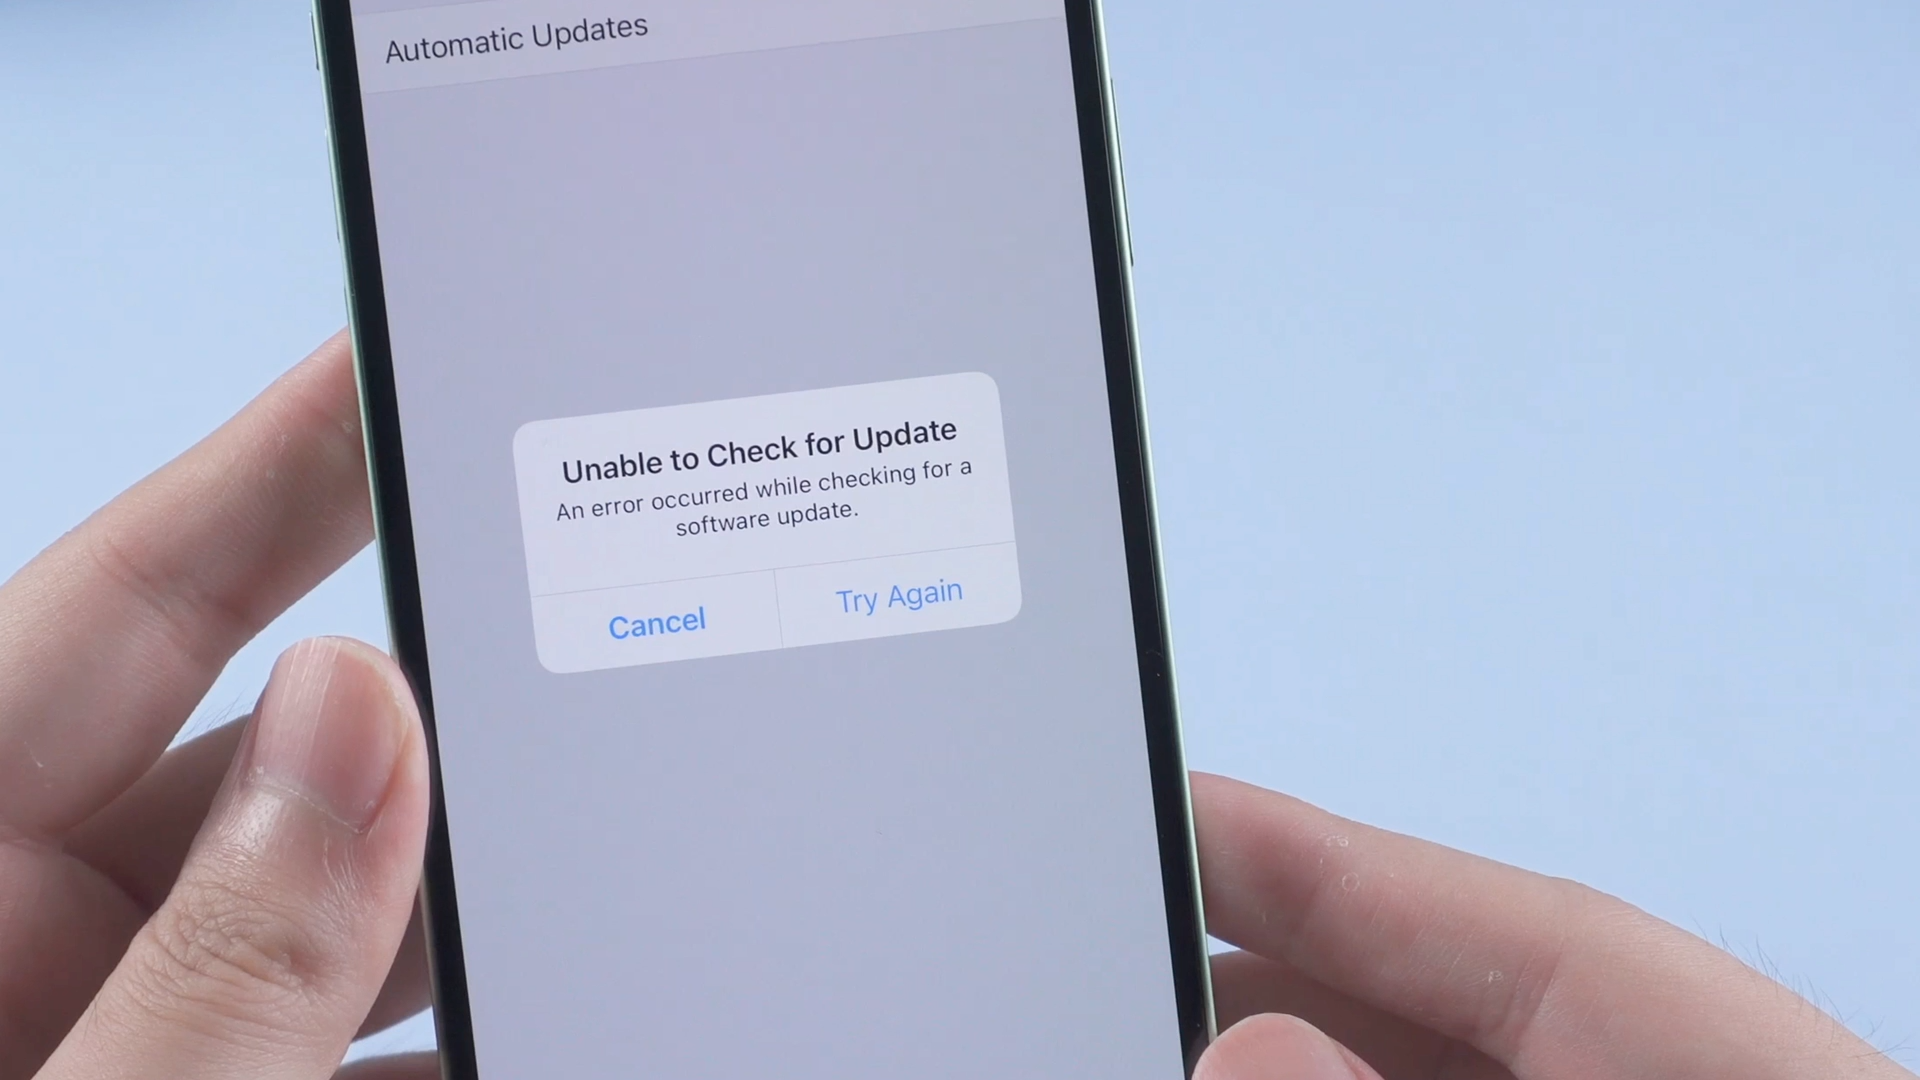 Automatic Updates
Unable to Check for Update
An error occurred while checking for a
software update.
Cancel
Try Again